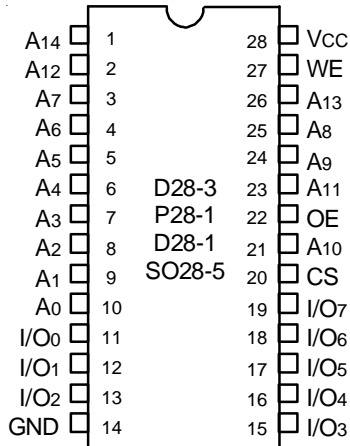 A14 1 28 VCC
A12 2 27 WE
A7 3 26 A13
A6 4 25 A8
A5 5 24 A9
A4 6 D28-3 23 A11
A3 7 P28-1 22 OE
A2 8 D28-1 21 A10
A1 9 SO28-5 20 CS
A0 10 19 I/O7
I/O0 11 18 I/O6
I/O1 12 17 I/O5
I/O2 13 16 I/O4
GND 14 15 I/O3